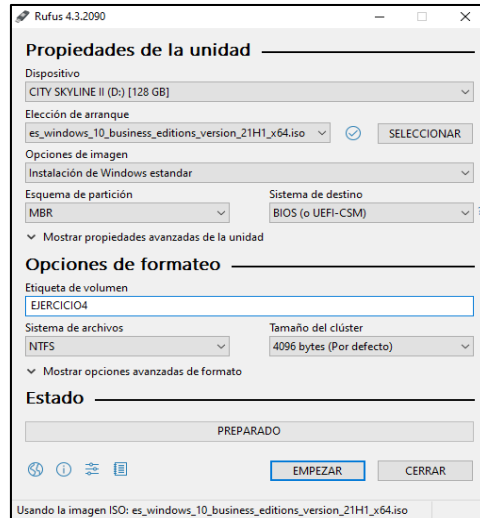 Rufus 4.3.2090
Propiedades de la unidad
Dispositivo
CITY SKYLINE II (D:) [128 GB]
Elección de arranque
es_windows_10_business_editions_version_21H1_x64.iso SELECCIONAR
Opciones de imagen
Instalación de Windows estandar
Esquema de partición Sistema de destino
MBR BIOS (o UEFI-CSM)
Mostrar propiedades avanzadas de la unidad
Opciones de formateo
Etiqueta de volumen
EJERCICIO4
Sistema de archivos Tamaño del clúster
NTFS 4096 bytes (Por defecto)
Mostrar opciones avanzadas de formato
Estado
PREPARADO
EMPEZAR CERRAR
Usando la imagen ISO: es_windows_10_business_editions_version_21H1_x64.iso